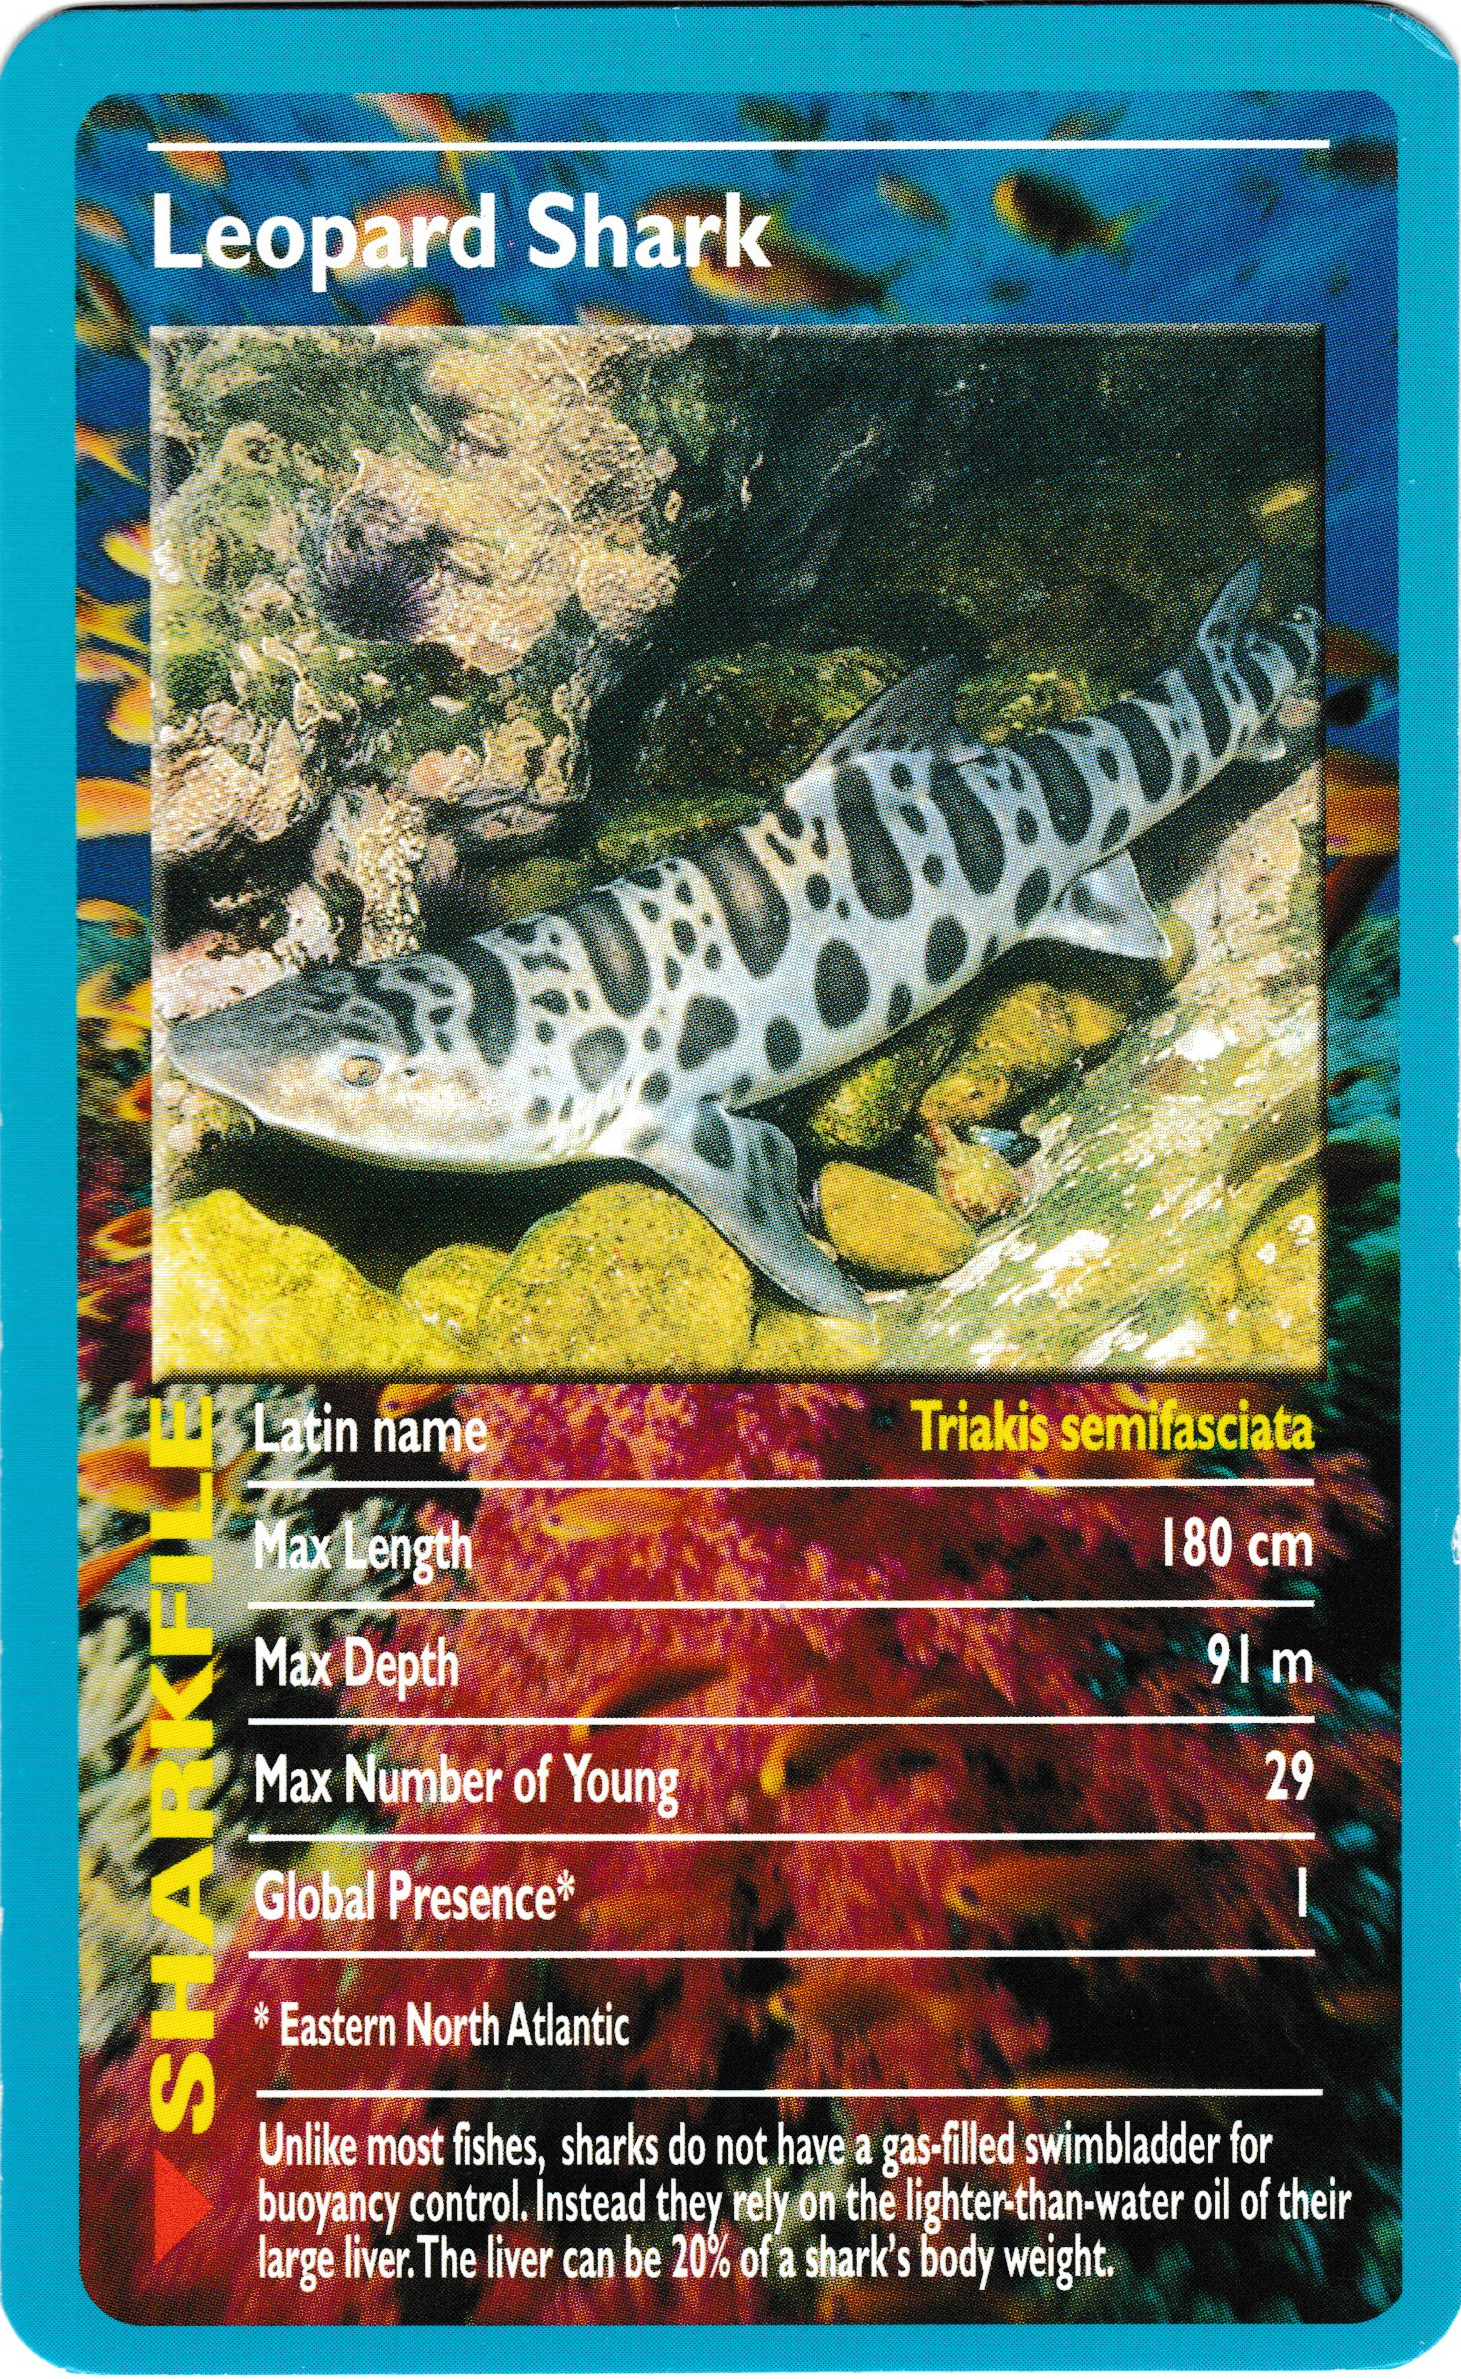 Leopard Shark
SHARKFILE
Latin name Triakis semifasciata
Max Length 180 cm
Max Depth 91 m
Max Number of Young 29
Global Presence* 1
* Eastern North Atlantic
Unlike most fishes, sharks do not have a gas-filled swimbladder for
buoyancy control. Instead they rely on the lighter-than-water oil of their
large liver. The liver can be 20% of a shark's body weight.